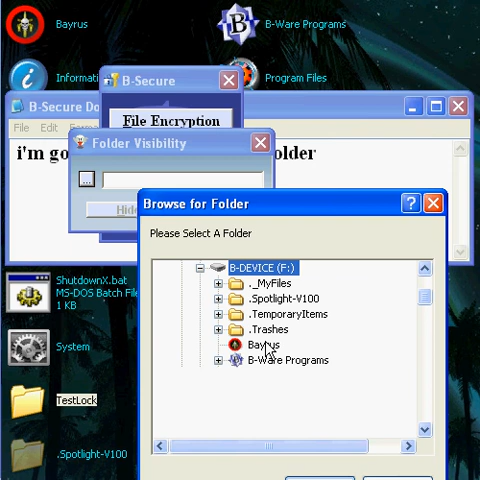 Bayrus
B-Ware Programs
Informati
Program Files
B-Secure
B-Secure Do
File Edit Forma
File Encryption
i'm go
older
Folder Visibility
...
Hide
Browse for Folder
Please Select A Folder
B-DEVICE (F:)
._MyFiles
.Spotlight-V100
.TemporaryItems
.Trashes
Bayrus
B-Ware Programs
ShutdownX.bat
MS-DOS Batch File
1 KB
System
TestLock
.Spotlight-V100